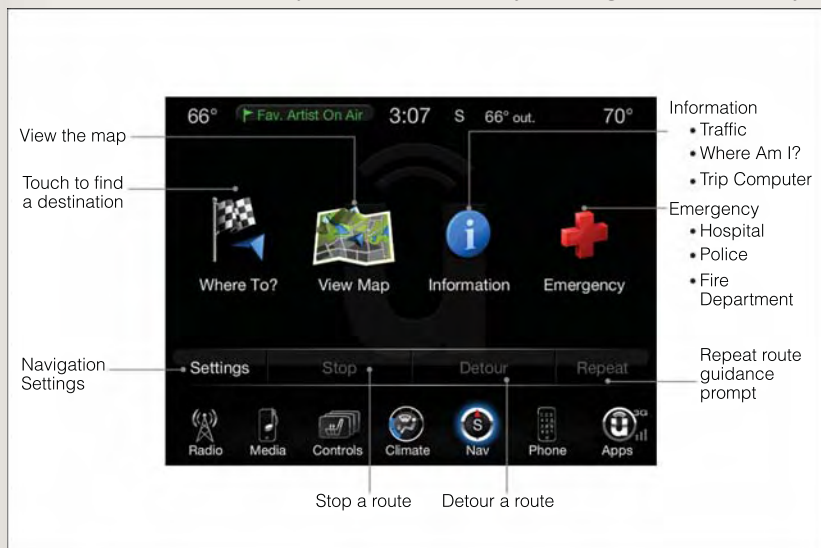 View the map
Touch to find
a destination
Navigation
Settings
66° Fav. Artist On Air 3:07 S 66° out. 70°
Where To? View Map Information Emergency
Settings Stop Detour Repeat
Radio Media Controls Climate Nav Phone Apps
S
3G
Stop a route Detour a route
Information
• Traffic
• Where Am I?
• Trip Computer
Emergency
• Hospital
• Police
• Fire
Department
Repeat route
guidance
prompt